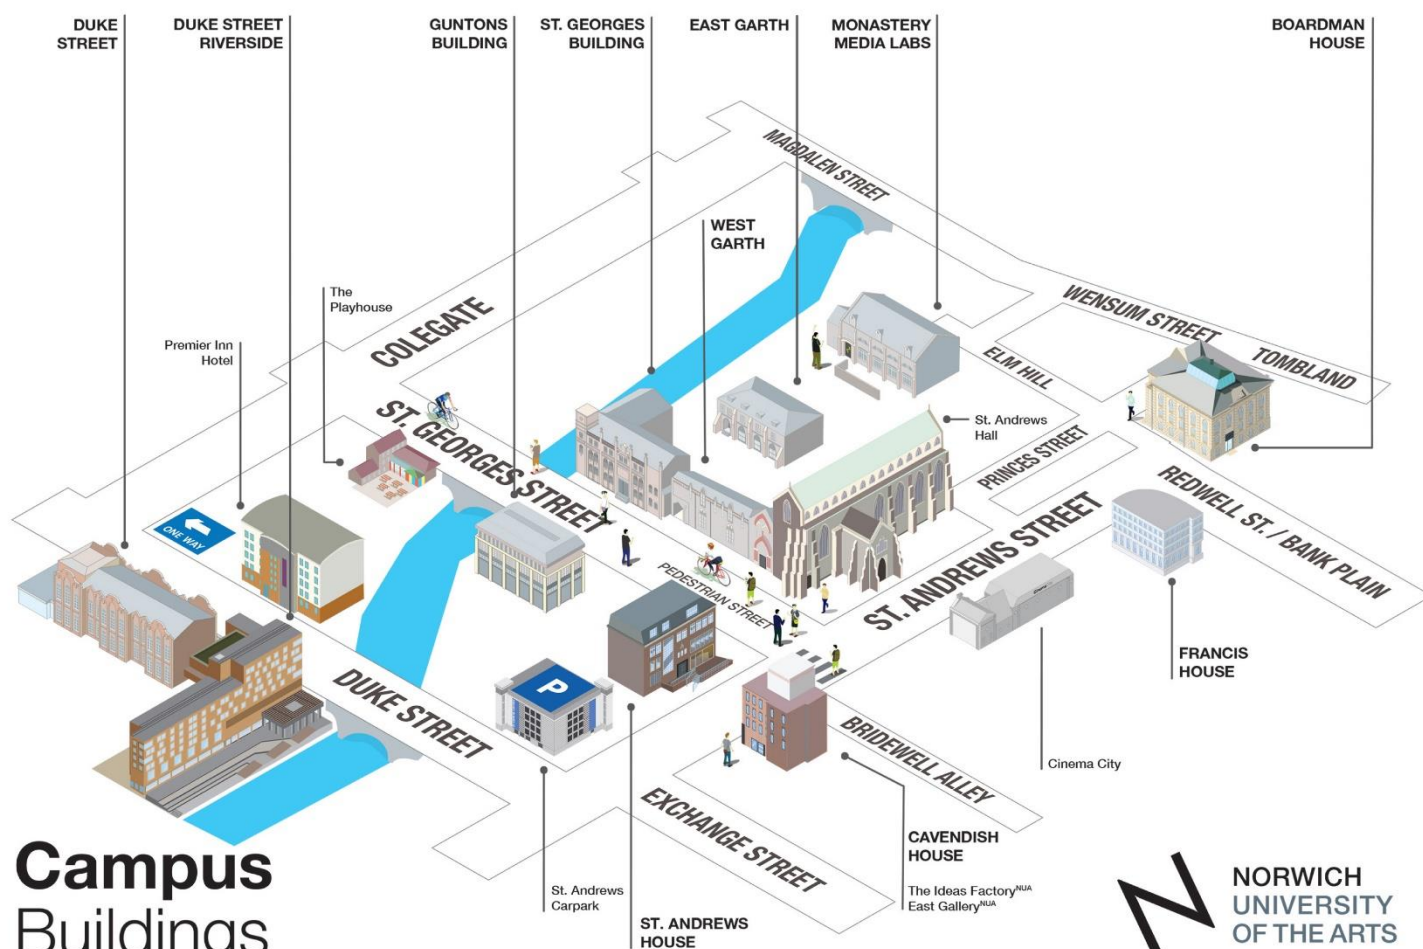 DUKE
STREET
DUKE STREET
RIVERSIDE
GUNTONS
BUILDING
ST. GEORGES
BUILDING
EAST GARTH
MONASTERY
MEDIA LABS
BOARDMAN
HOUSE
MAGDALEN STREET
WEST
GARTH
The
Playhouse
Premier Inn
Hotel
COLEGATE
WENSUM STREET
TOMBLAND
ELM HILL
St. Andrews
Hall
PRINCES STREET
ST. GEORGES STREET
REDWELL ST. / BANK PLAIN
ONE WAY
PEDESTRIAN STREET
ST. ANDREWS STREET
Cinema City
FRANCIS
HOUSE
DUKE STREET
P
BRIDEWELL ALLEY
Cinema City
EXCHANGE STREET
CAVENDISH
HOUSE
The Ideas Factory NUA
East Gallery NUA
St. Andrews
Carpark
ST. ANDREWS
HOUSE
Campus
Buildings
N
NORWICH
UNIVERSITY
OF THE ARTS